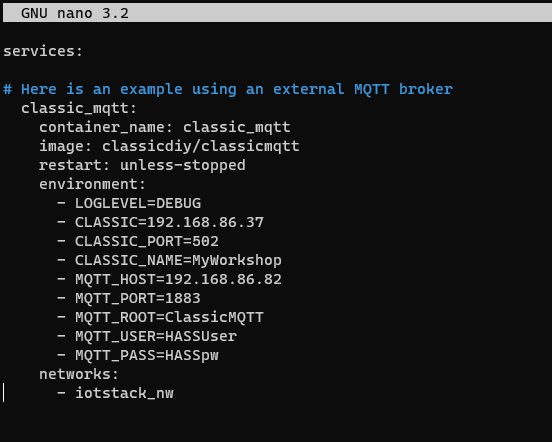 GNU nano 3.2
services:
# Here is an example using an external MQTT broker
classic_mqtt:
container_name: classic_mqtt
image: classicdiy/classicmqtt
restart: unless-stopped
environment:
- LOGLEVEL=DEBUG
- CLASSIC=192.168.86.37
- CLASSIC_PORT=502
- CLASSIC_NAME=MyWorkshop
- MQTT_HOST=192.168.86.82
- MQTT_PORT=1883
- MQTT_ROOT=ClassicMQTT
- MQTT_USER=HASSUser
- MQTT_PASS=HASSpw
networks:
- iotstack_nw